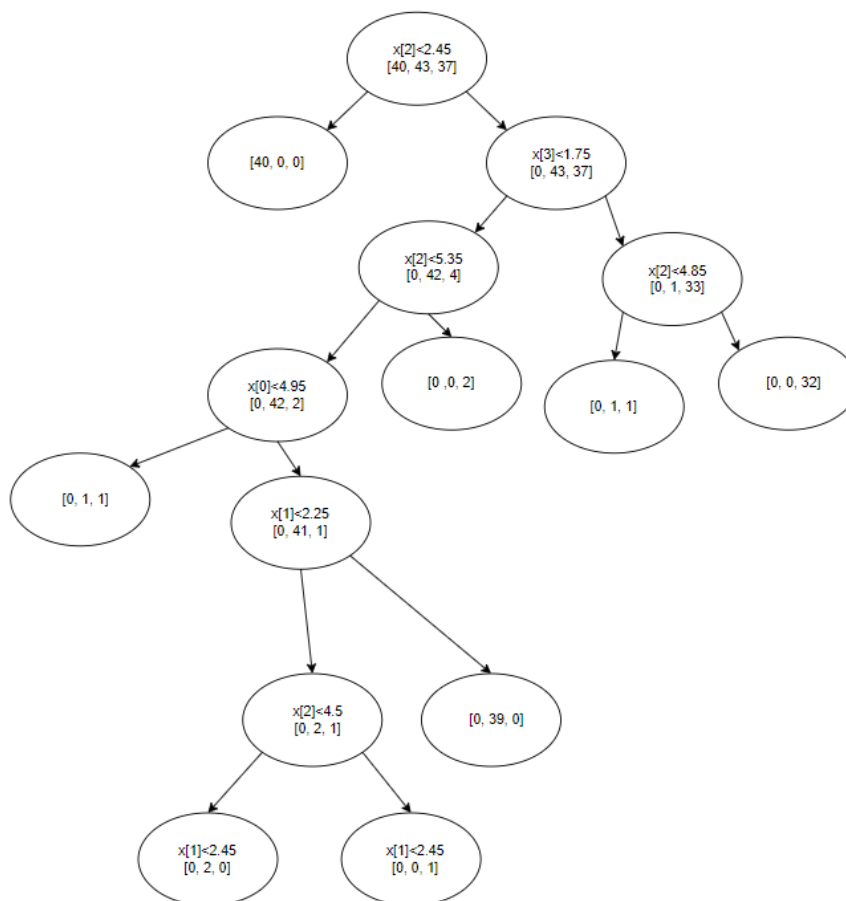 x[2]<2.45
[40, 43, 37]
[40, 0, 0]
x[3]<1.75
[0, 43, 37]
x[2]<5.35
[0, 42, 4]
x[2]<4.85
[0, 1, 33]
x[0]<4.95
[0, 42, 2]
[0 ,0, 2]
[0, 1, 1]
[0, 0, 32]
[0, 1, 1]
x[1]<2.25
[0, 41, 1]
x[2]<4.5
[0, 2, 1]
[0, 39, 0]
x[1]<2.45
[0, 2, 0]
x[1]<2.45
[0, 0, 1]